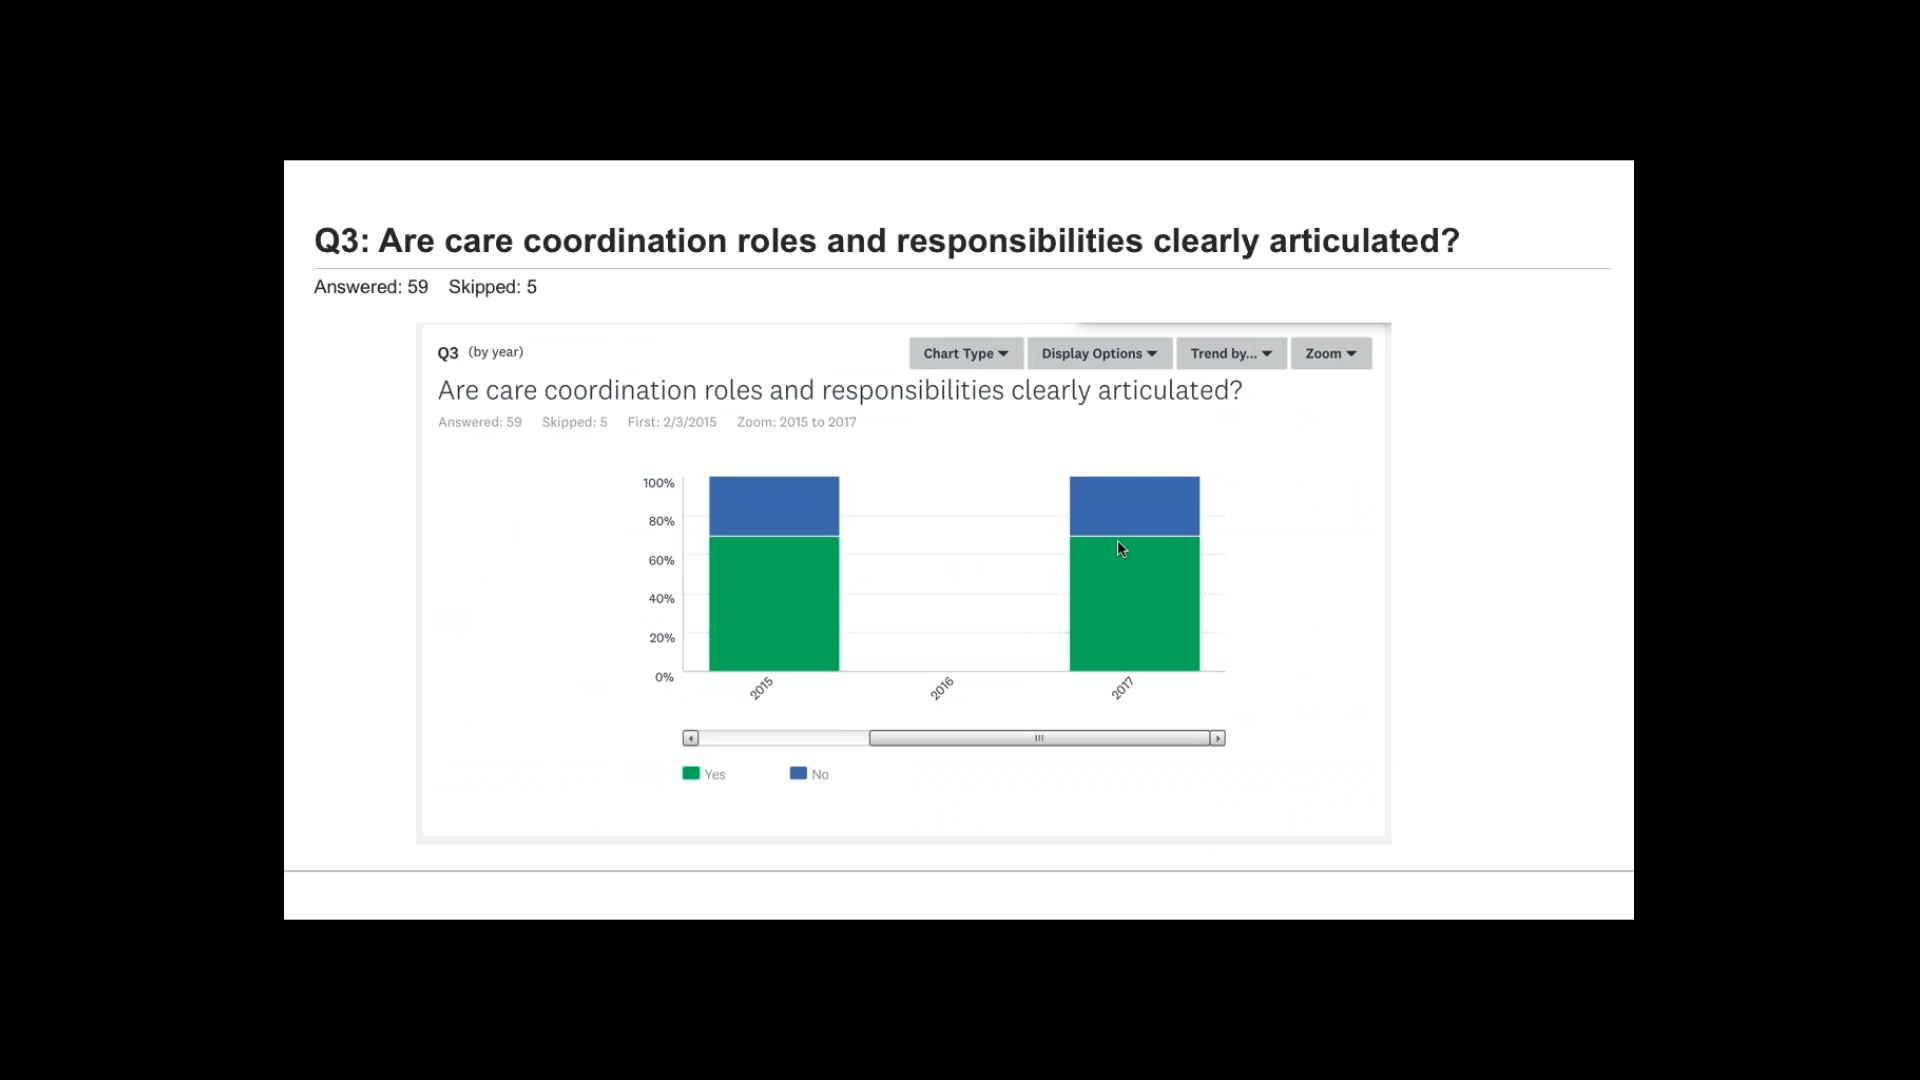 Q3: Are care coordination roles and responsibilities clearly articulated?
Answered: 59 Skipped: 5
Q3 (by year)
Chart Type Display Options Trend by... Zoom
Are care coordination roles and responsibilities clearly articulated?
Answered: 59 Skipped: 5 First: 2/3/2015 Zoom: 2015 to 2017
100%
80%
60%
40%
20%
0%
2015 2016 2017
Yes No